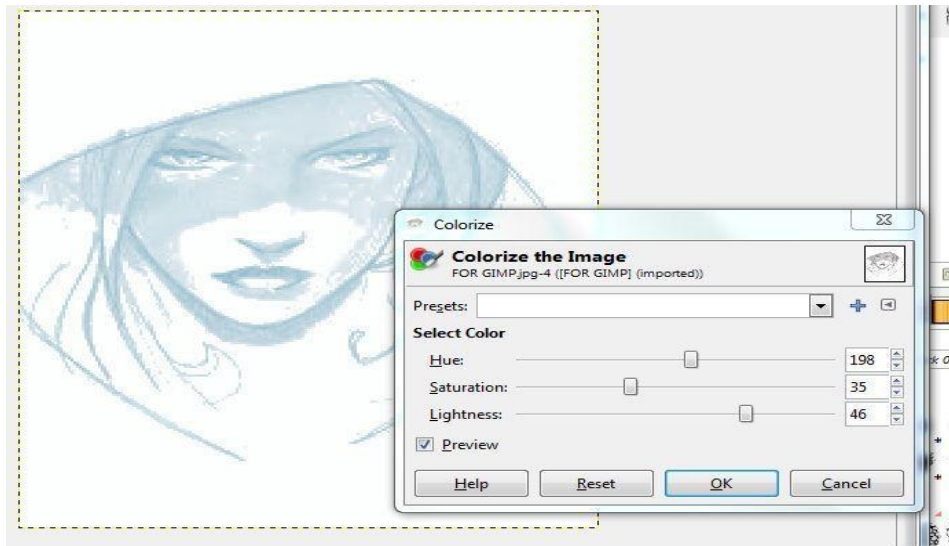 Colorize
Colorize the Image
FOR GIMP.jpg-4 ([FOR GIMP] (imported))
Presets:
Select Color
Hue: 198
Saturation: 35
Lightness: 46
Preview
Help Reset OK Cancel